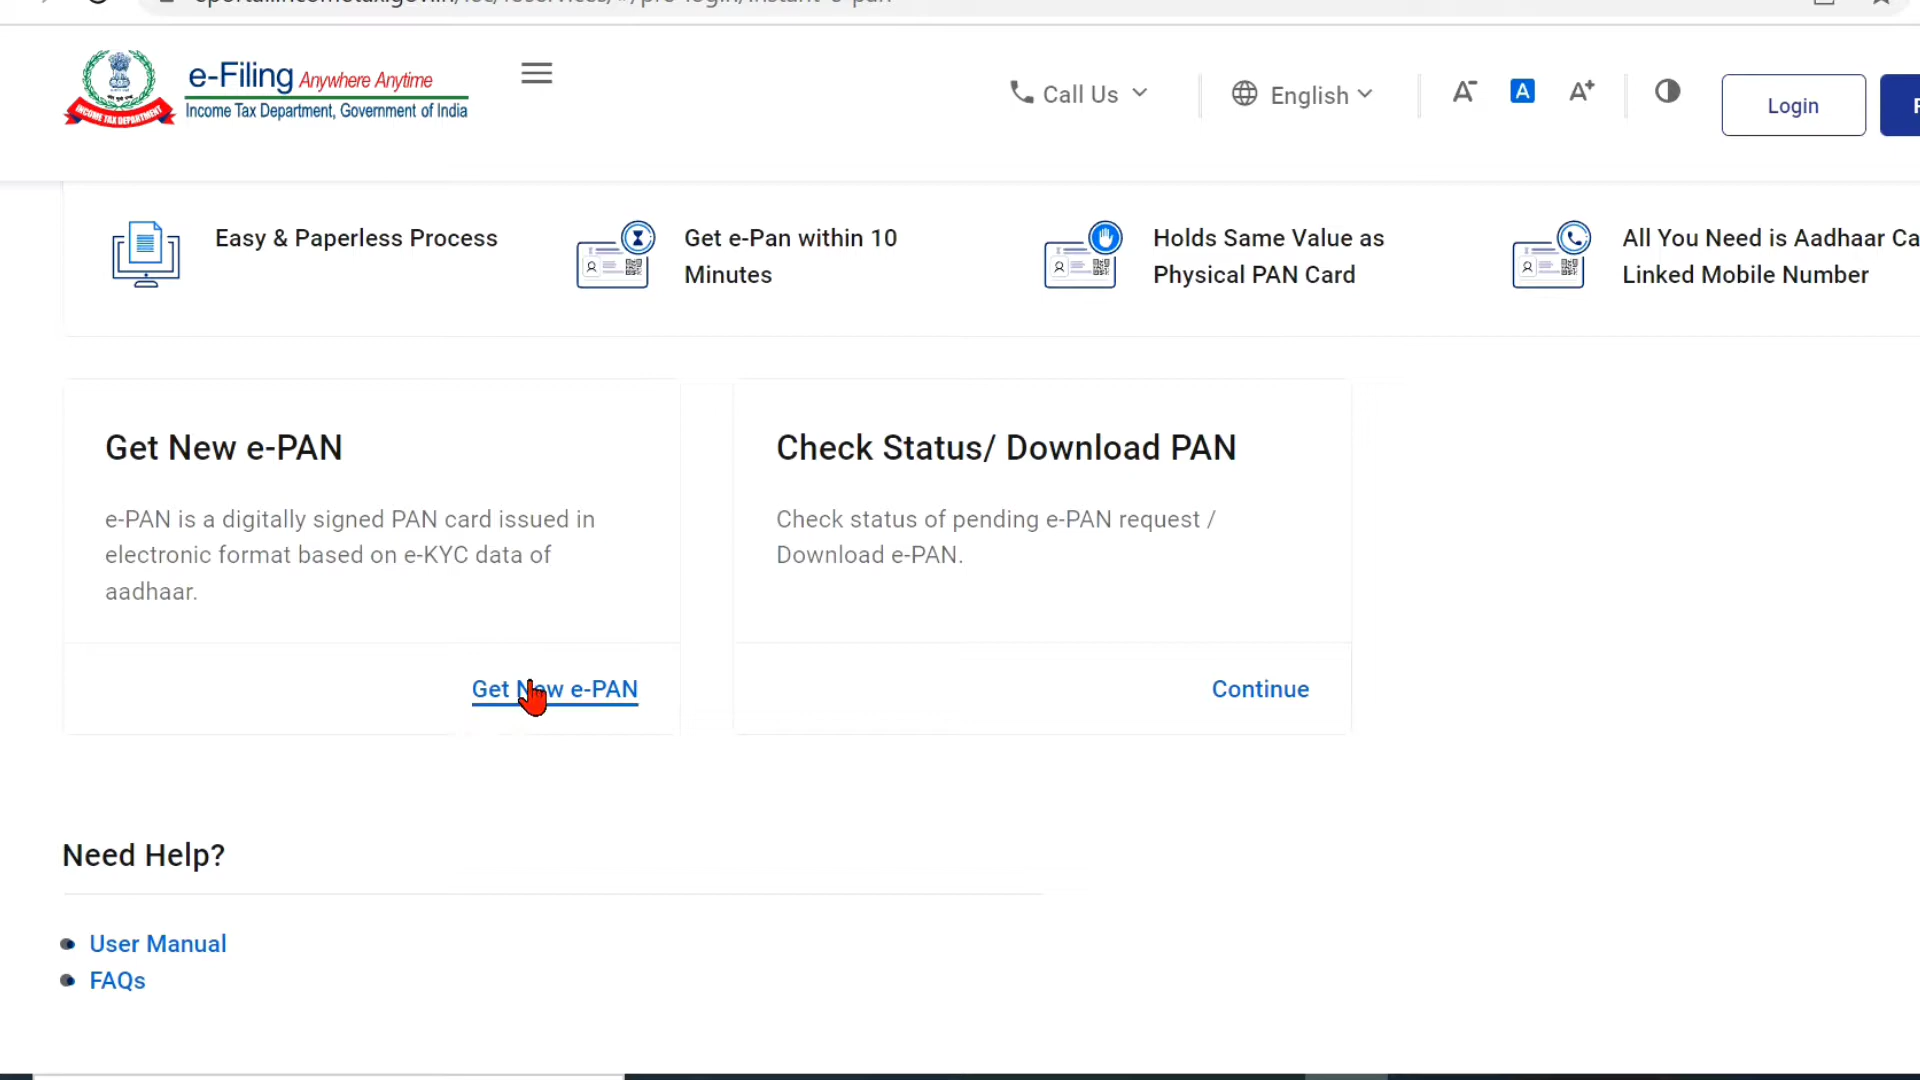 e-Filing Anywhere Anytime
Income Tax Department, Government of India
INCOME TAX DEPARTMENT
Call Us
English
A-
A
A+
Login
Easy & Paperless Process
Get e-Pan within 10
Minutes
Holds Same Value as
Physical PAN Card
All You Need is Aadhaar Ca
Linked Mobile Number
Get New e-PAN
e-PAN is a digitally signed PAN card issued in
electronic format based on e-KYC data of
aadhaar.
Get New e-PAN
Check Status/ Download PAN
Check status of pending e-PAN request /
Download e-PAN.
Continue
Need Help?
User Manual
FAQs